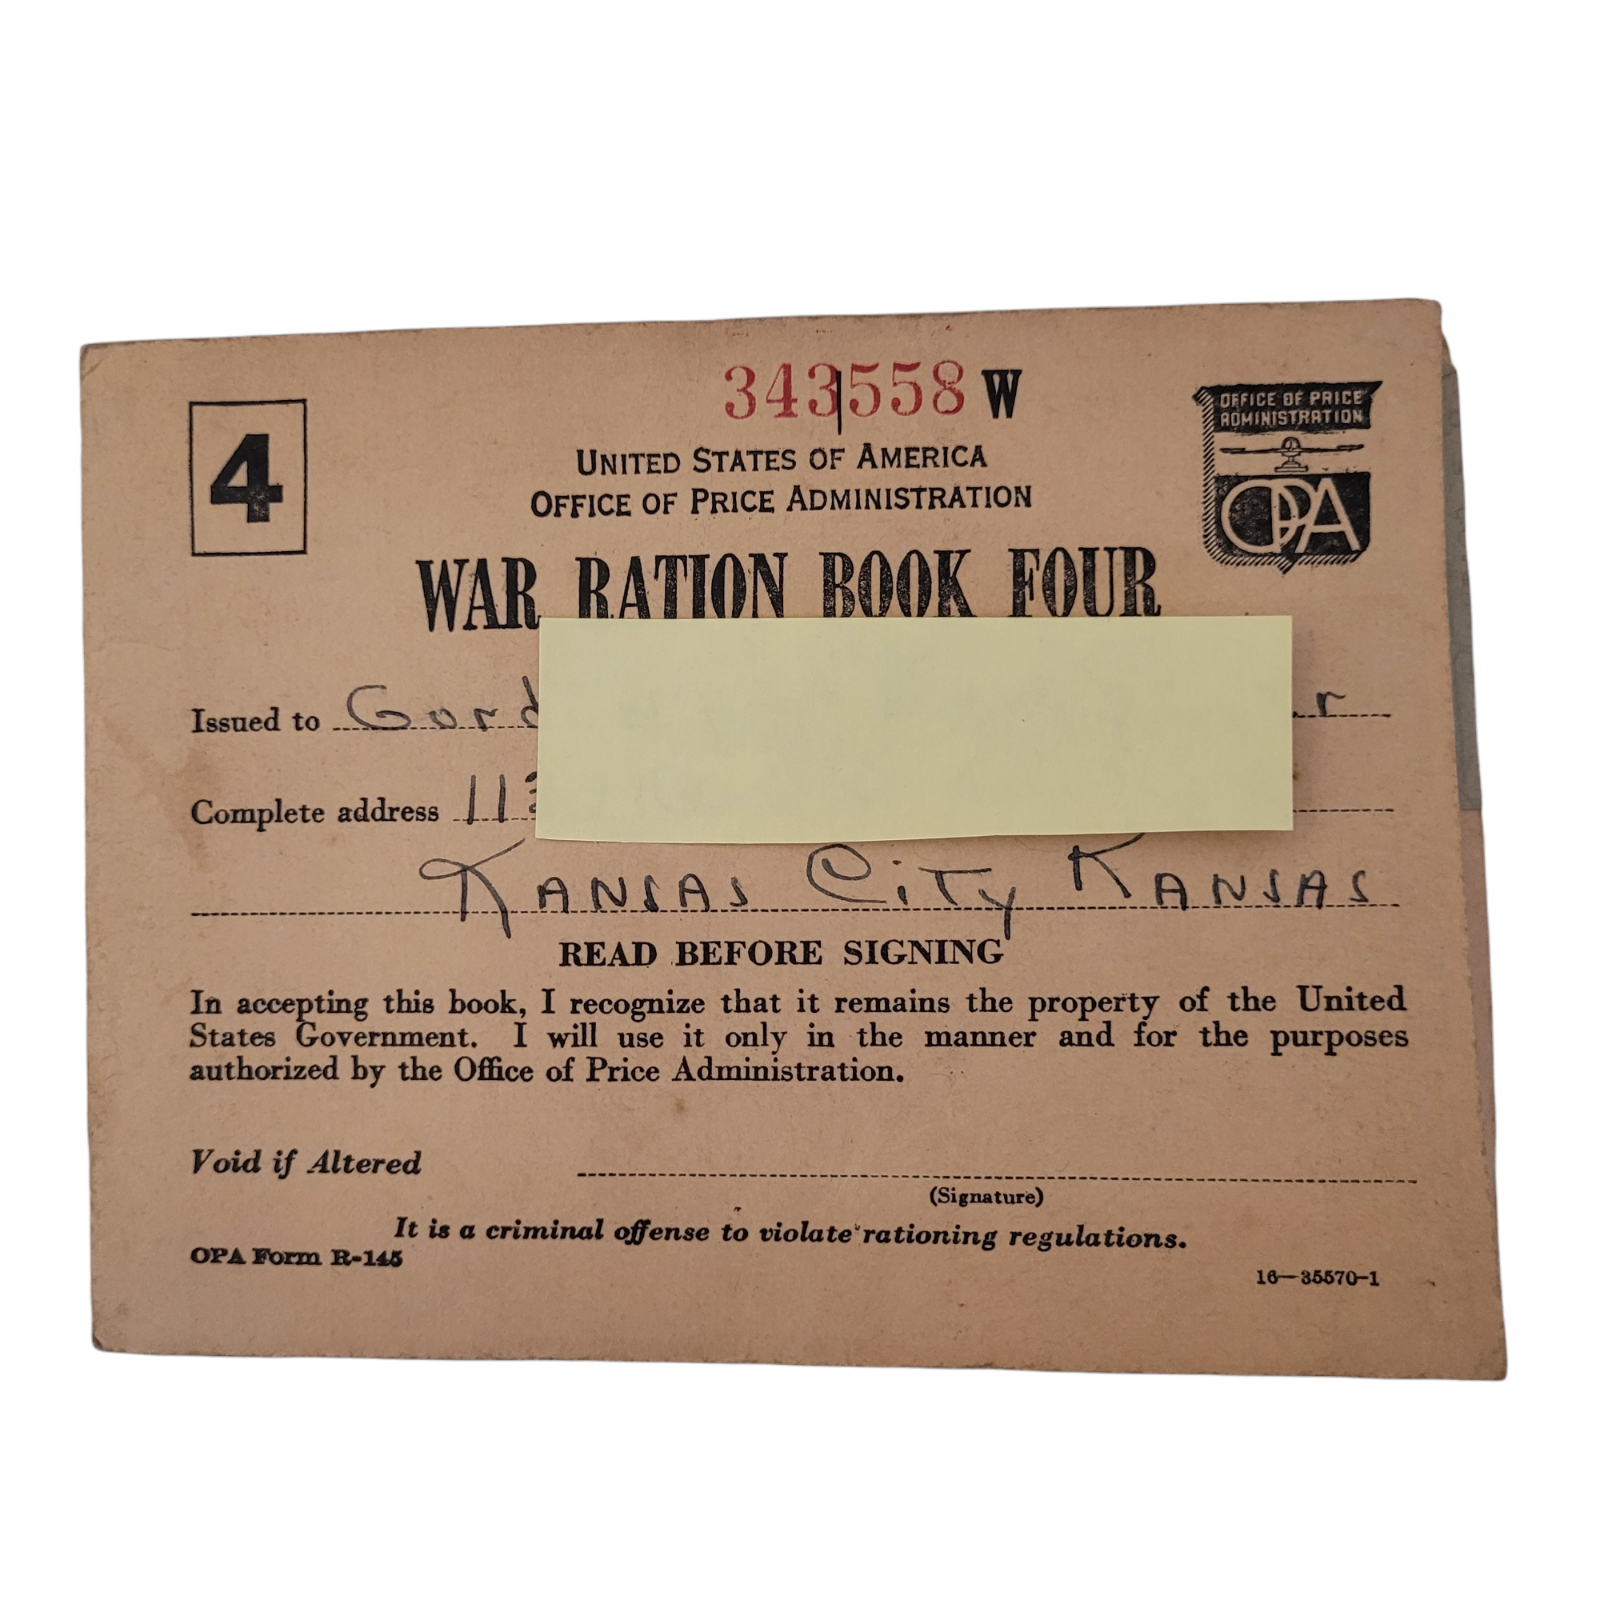 343558 W
4
OFFICE OF PRICE
ADMINISTRATION
OPA
UNITED STATES OF AMERICA
OFFICE OF PRICE ADMINISTRATION
WAR RATION BOOK FOUR
Issued to Gord r
Complete address 113
KANSAS CITY KANSAS
READ BEFORE SIGNING
In accepting this book, I recognize that it remains the property of the United
States Government. I will use it only in the manner and for the purposes
authorized by the Office of Price Administration.
Void if Altered
(Signature)
It is a criminal offense to violate rationing regulations.
OPA Form R-145
16—35570-1